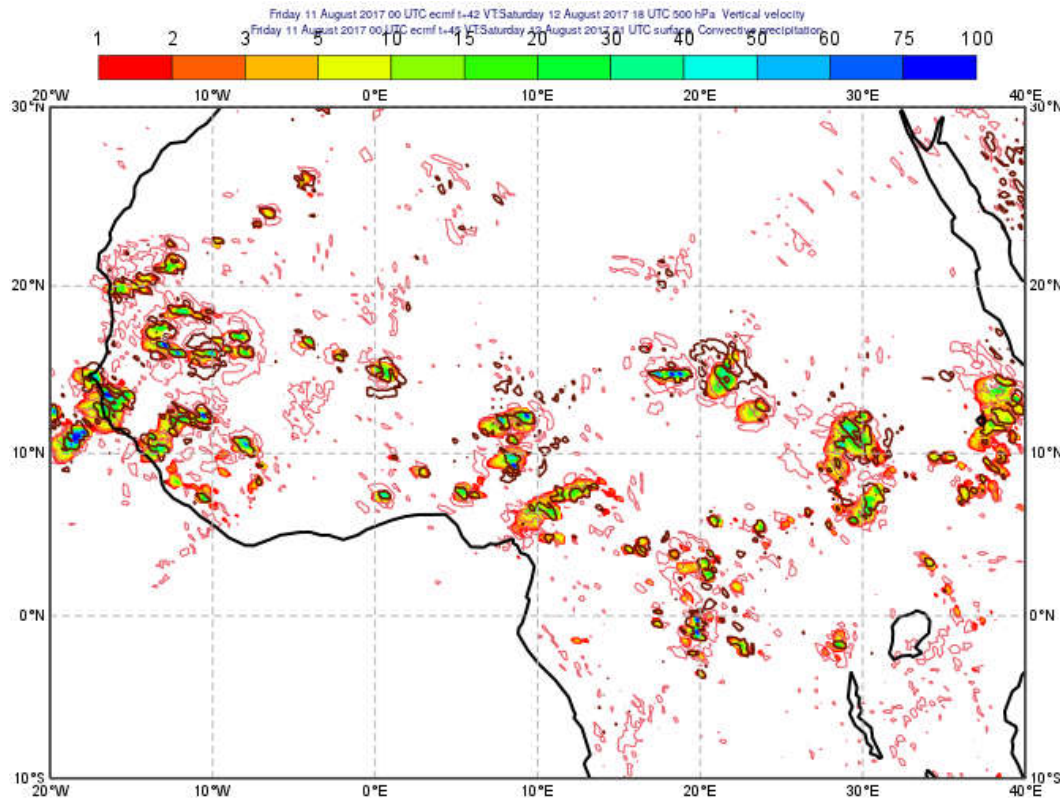 Friday 11 August 2017 00 UTC ecmf t+42 VT:Saturday 12 August 2017 18 UTC 500 hPa Vertical velocity
Friday 11 August 2017 00 UTC ecmf t+45 VT:Saturday 12 August 2017 21 UTC surface Convective precipitation
1 2 3 5 10 15 20 30 40 50 60 75 100
20°W 10°W 0°E 10°E 20°E 30°E 40°E
30°N 30°N
20°N 20°N
10°N 10°N
0°N 0°N
10°S 10°S
20°W 10°W 0°E 10°E 20°E 30°E 40°E